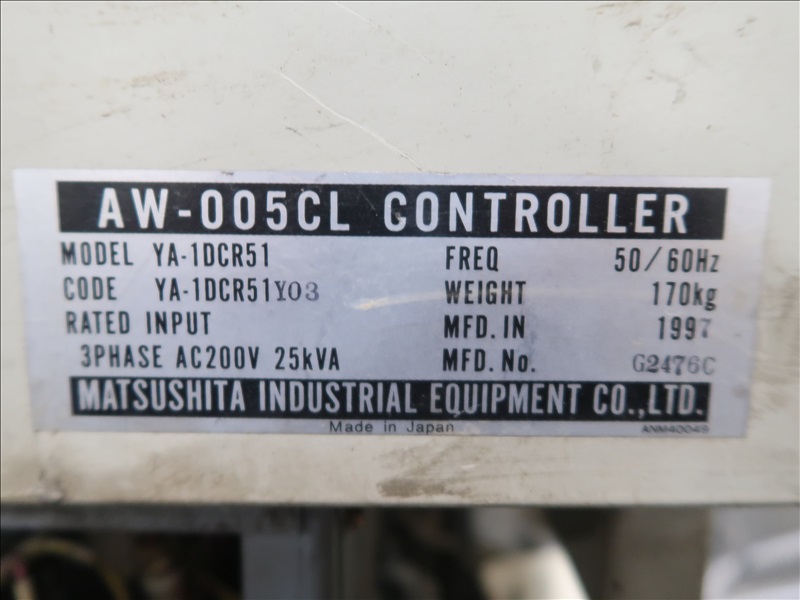 AW-005CL CONTROLLER
MODEL YA-1DCR51 FREQ 50/60Hz
CODE YA-1DCR51Y03 WEIGHT 170kg
RATED INPUT MFD. IN 1997
3PHASE AC200V 25kVA MFD. No. G2476C
MATSUSHITA INDUSTRIAL EQUIPMENT CO.,LTD.
Made in Japan ANM40049